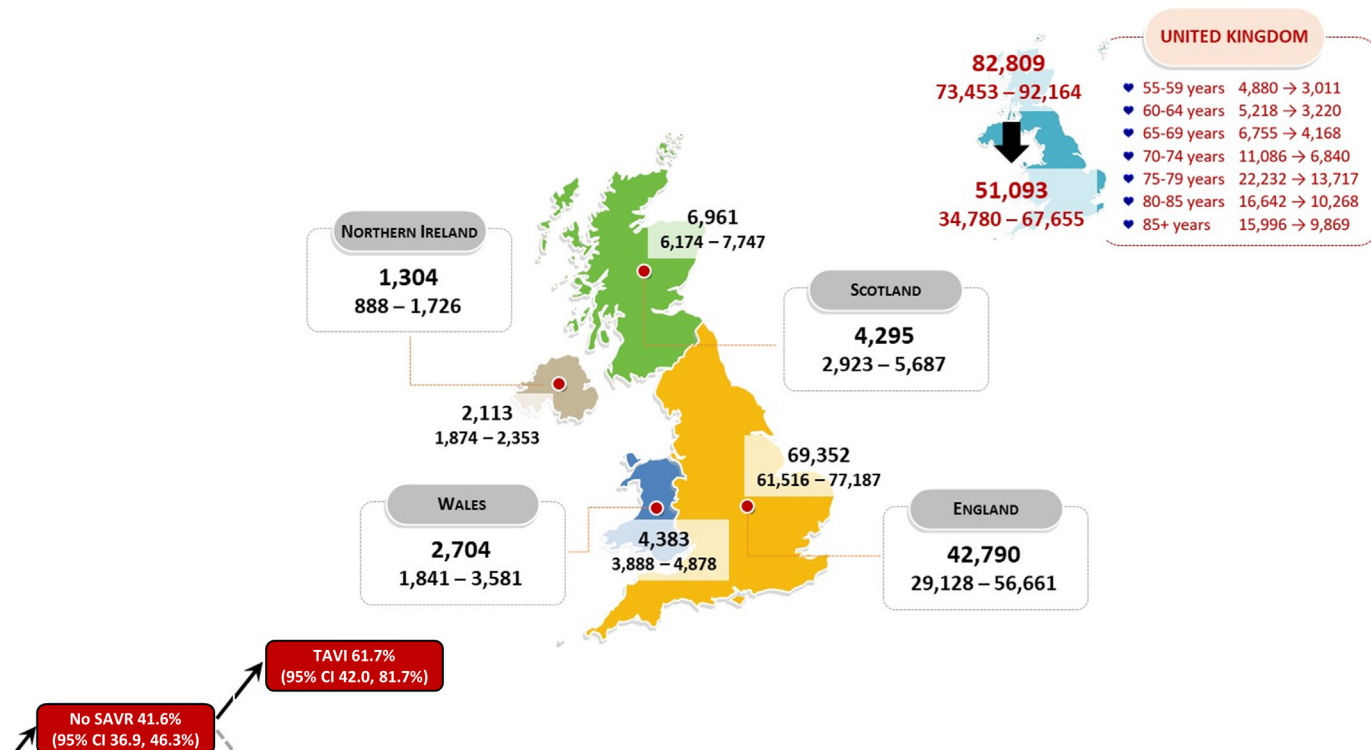 UNITED KINGDOM
82,809
73,453 – 92,164
51,093
34,780 – 67,655
55-59 years 4,880 → 3,011
60-64 years 5,218 → 3,220
65-69 years 6,755 → 4,168
70-74 years 11,086 → 6,840
75-79 years 22,232 → 13,717
80-85 years 16,642 → 10,268
85+ years 15,996 → 9,869
NORTHERN IRELAND
1,304
888 – 1,726
6,961
6,174 – 7,747
SCOTLAND
4,295
2,923 – 5,687
2,113
1,874 – 2,353
69,352
61,516 – 77,187
WALES
2,704
1,841 – 3,581
4,383
3,888 – 4,878
ENGLAND
42,790
29,128 – 56,661
TAVI 61.7%
(95% CI 42.0, 81.7%)
No SAVR 41.6%
(95% CI 36.9, 46.3%)